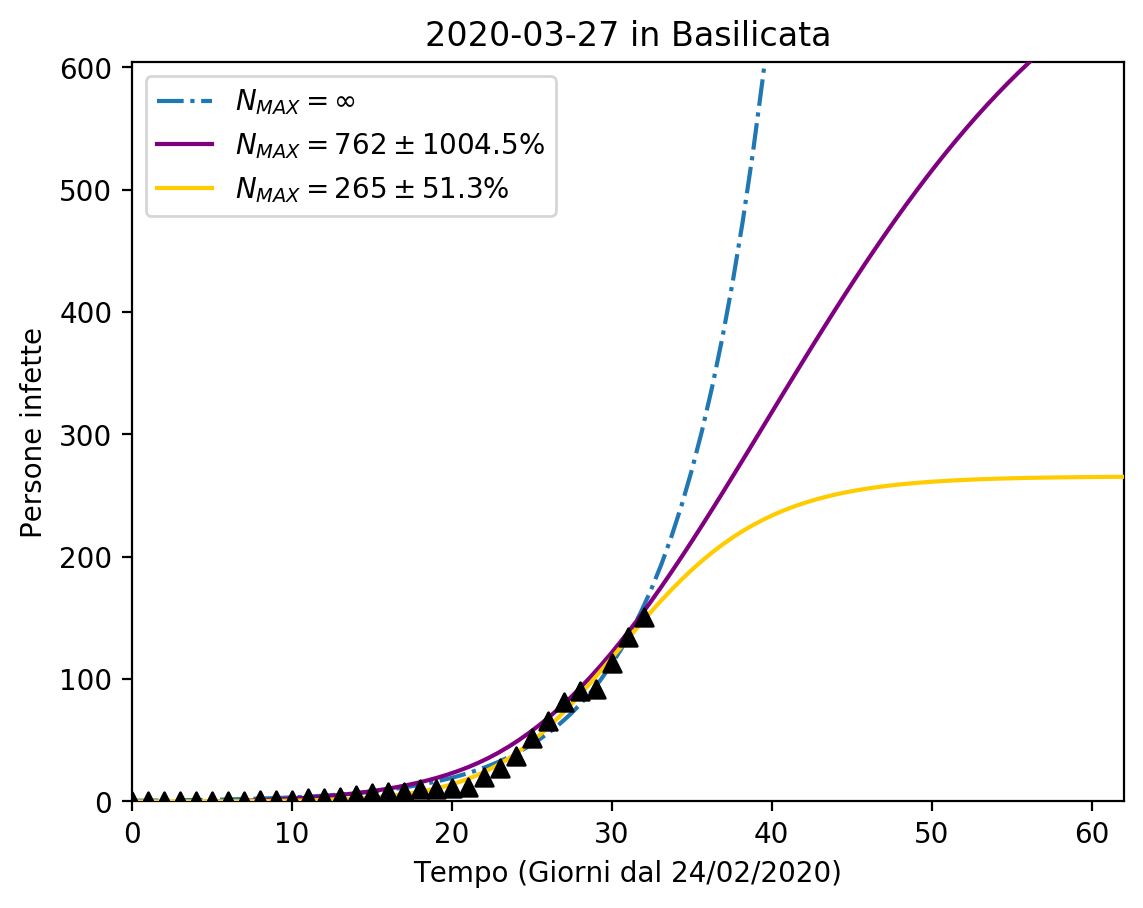 2020-03-27 in Basilicata
N_MAX = ∞
N_MAX = 762 ± 1004.5%
N_MAX = 265 ± 51.3%
600
500
400
300
200
100
0
Persone infette
0 10 20 30 40 50 60
Tempo (Giorni dal 24/02/2020)